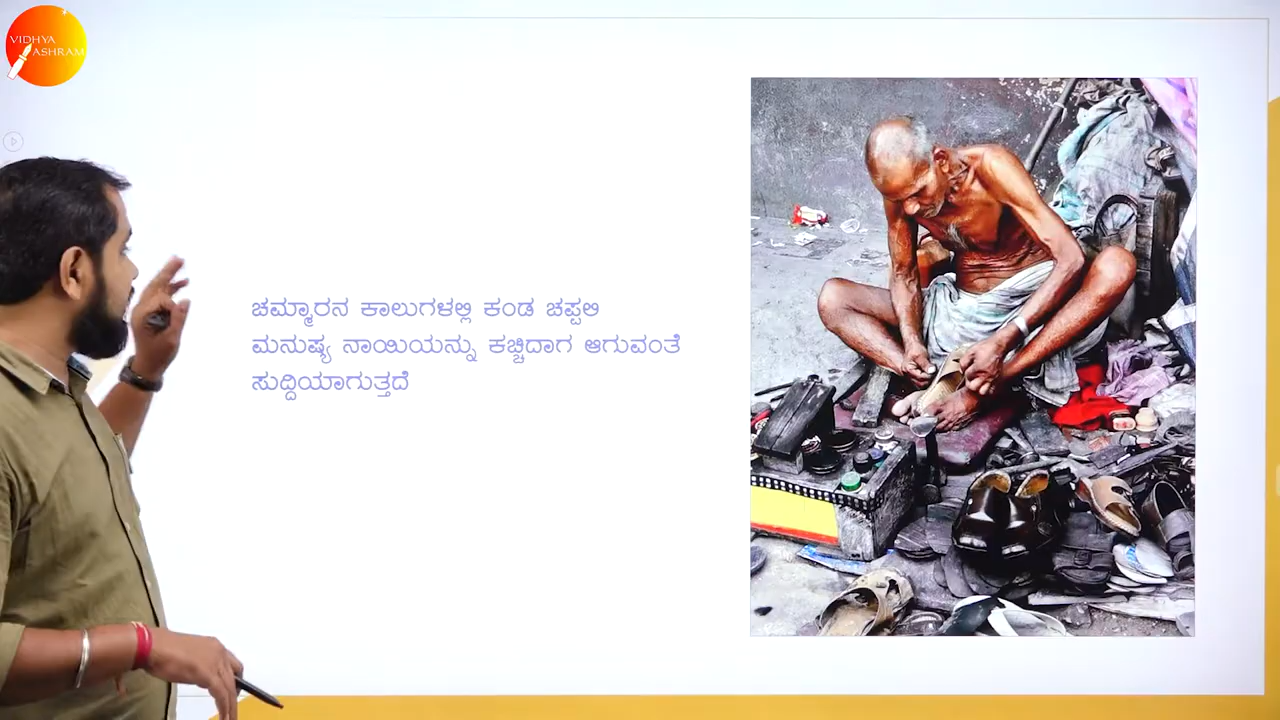 VIDHYA
ASHRAM
ಚಮ್ಮಾರನ ಕಾಲುಗಳಲ್ಲಿ ಕಂಡ ಚಪ್ಪಲಿ
ಮನುಷ್ಯ ನಾಯಿಯನ್ನು ಕಚ್ಚಿದಾಗ ಆಗುವಂತೆ
ಸುದ್ದಿಯಾಗುತ್ತದೆ